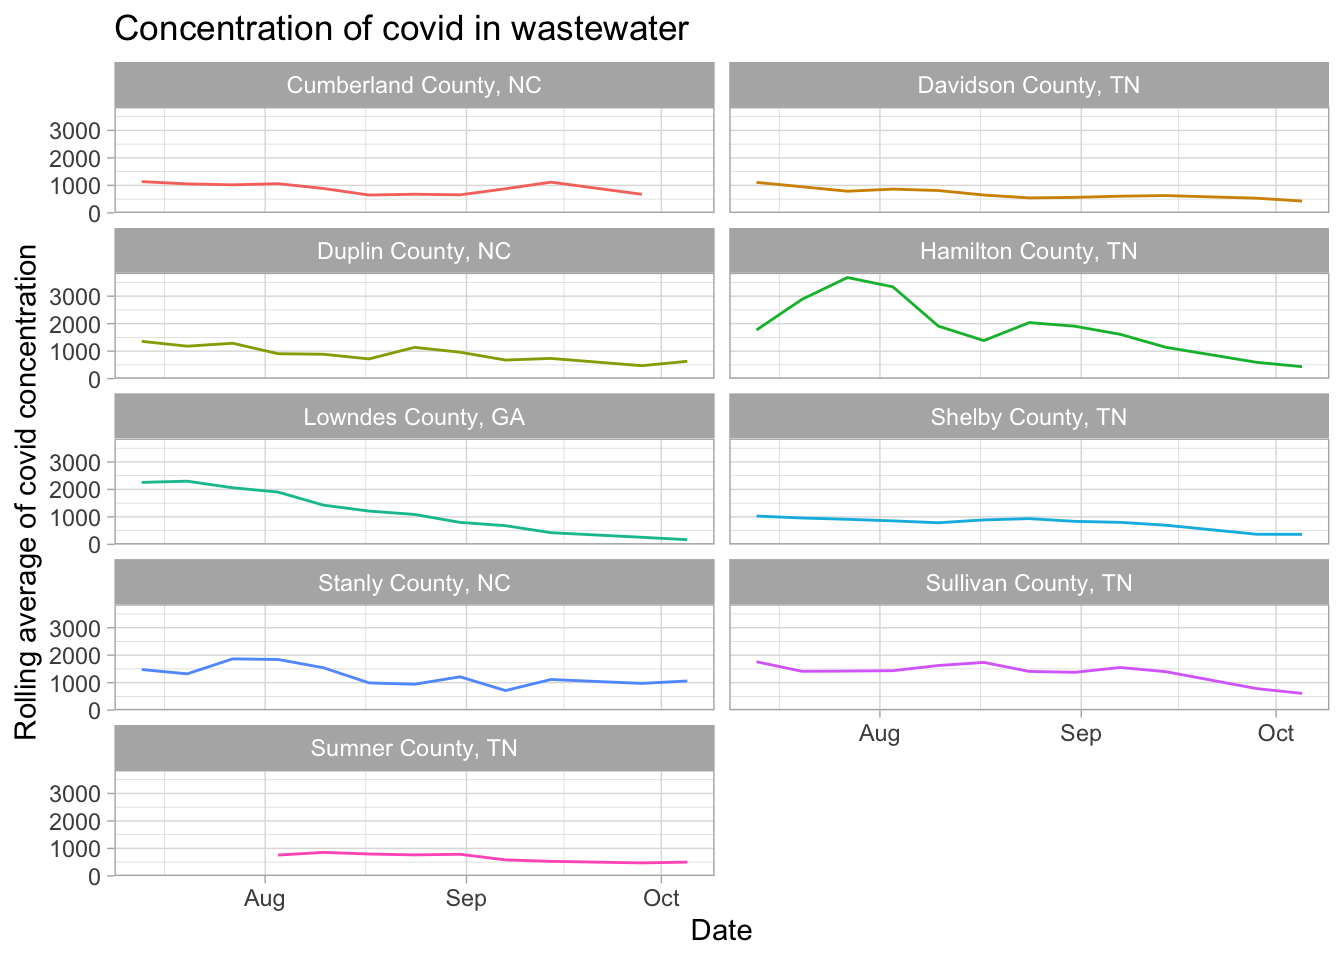 Concentration of covid in wastewater
Cumberland County, NC
Davidson County, TN
3000
2000
1000
0
Duplin County, NC
Hamilton County, TN
3000
2000
1000
0
Lowndes County, GA
Shelby County, TN
3000
2000
1000
0
Stanly County, NC
Sullivan County, TN
3000
2000
1000
0
Aug Sep Oct
Sumner County, TN
3000
2000
1000
0
Aug Sep Oct
Date
Rolling average of covid concentration